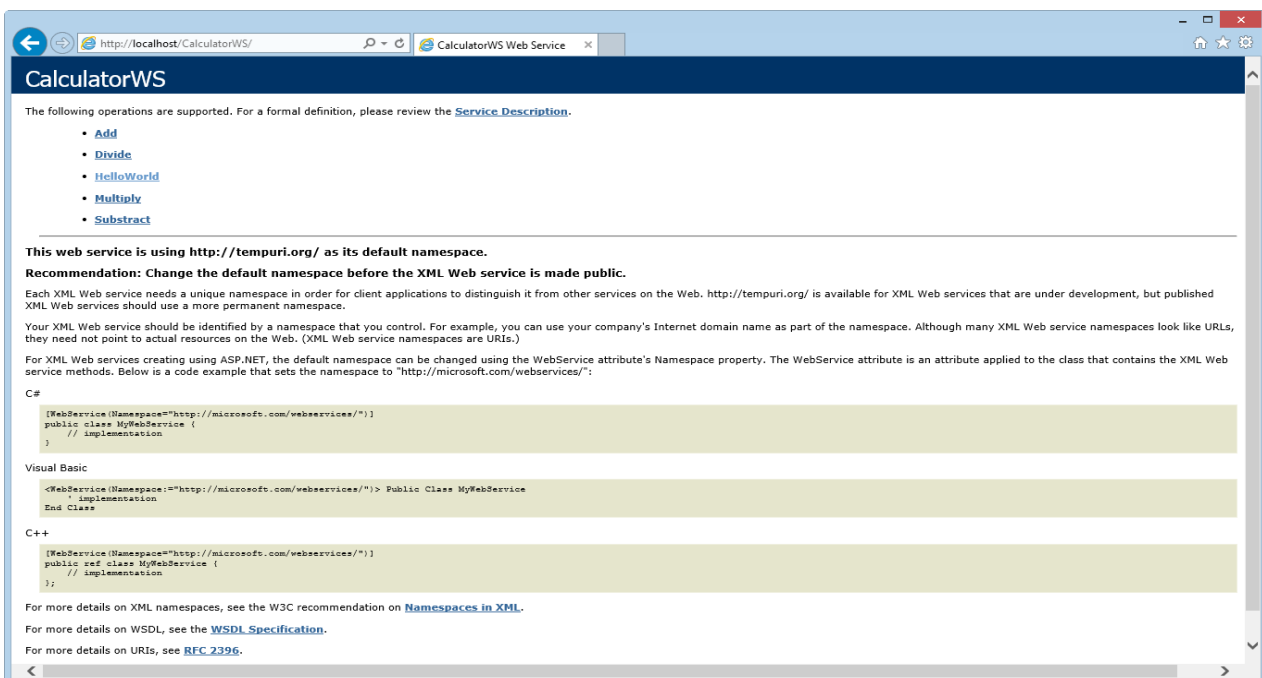 http://localhost/CalculatorWS/
CalculatorWS Web Service
CalculatorWS
The following operations are supported. For a formal definition, please review the Service Description.
• Add
• Divide
• HelloWorld
• Multiply
• Substract
This web service is using http://tempuri.org/ as its default namespace.
Recommendation: Change the default namespace before the XML Web service is made public.
Each XML Web service needs a unique namespace in order for client applications to distinguish it from other services on the Web. http://tempuri.org/ is available for XML Web services that are under development, but published
XML Web services should use a more permanent namespace.
Your XML Web service should be identified by a namespace that you control. For example, you can use your company's Internet domain name as part of the namespace. Although many XML Web service namespaces look like URLs,
they need not point to actual resources on the Web. (XML Web service namespaces are URIs.)
For XML Web services creating using ASP.NET, the default namespace can be changed using the WebService attribute's Namespace property. The WebService attribute is an attribute applied to the class that contains the XML Web
service methods. Below is a code example that sets the namespace to "http://microsoft.com/webservices/":
C#
[WebService(Namespace="http://microsoft.com/webservices/")]
public class MyWebService {
// implementation
}
Visual Basic
<WebService(Namespace:="http://microsoft.com/webservices/")> Public Class MyWebService
' implementation
End Class
C++
[WebService(Namespace="http://microsoft.com/webservices/")]
public ref class MyWebService {
// implementation
};
For more details on XML namespaces, see the W3C recommendation on Namespaces in XML.
For more details on WSDL, see the WSDL Specification.
For more details on URIs, see RFC 2396.